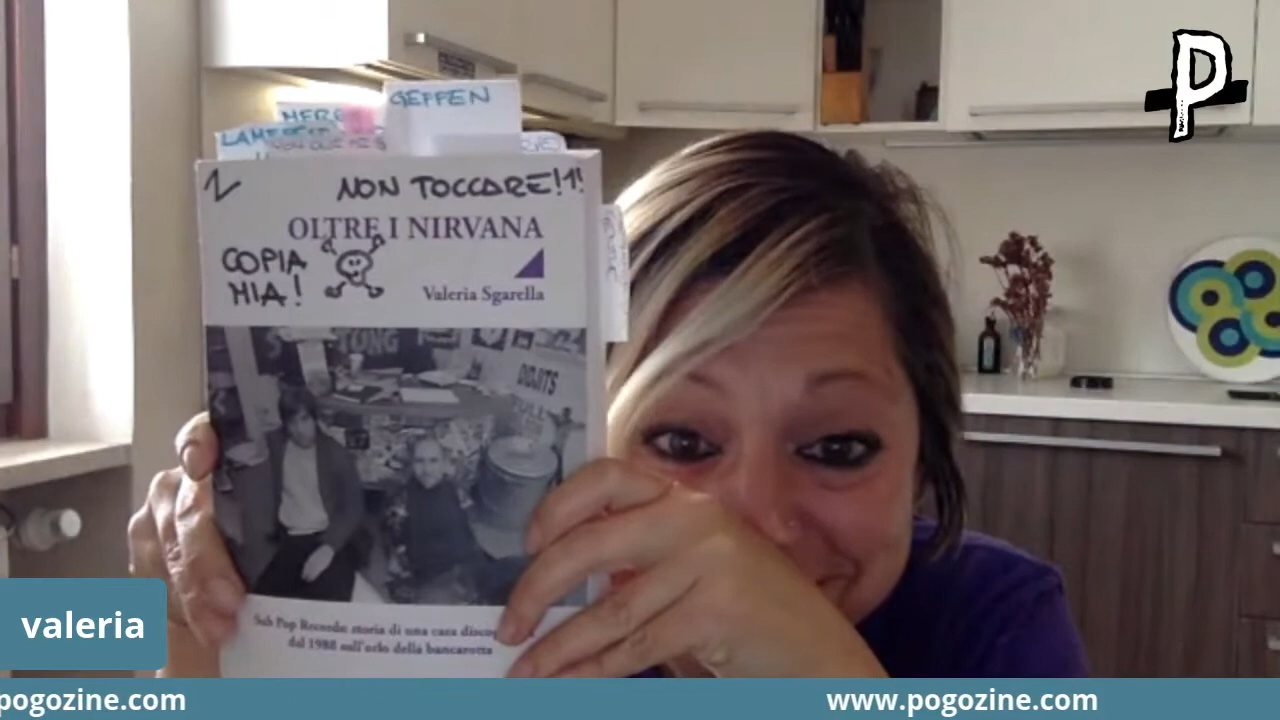 GEFFEN
NON TOCCARE!1!
OLTRE I NIRVANA
COPIA
MIA!
Valeria Sgarella
DOJITS
Sub Pop Records: storia di una casa
dal 1988 sull'orlo della bancarotta
P
valeria
pogozine.com
www.pogozine.com